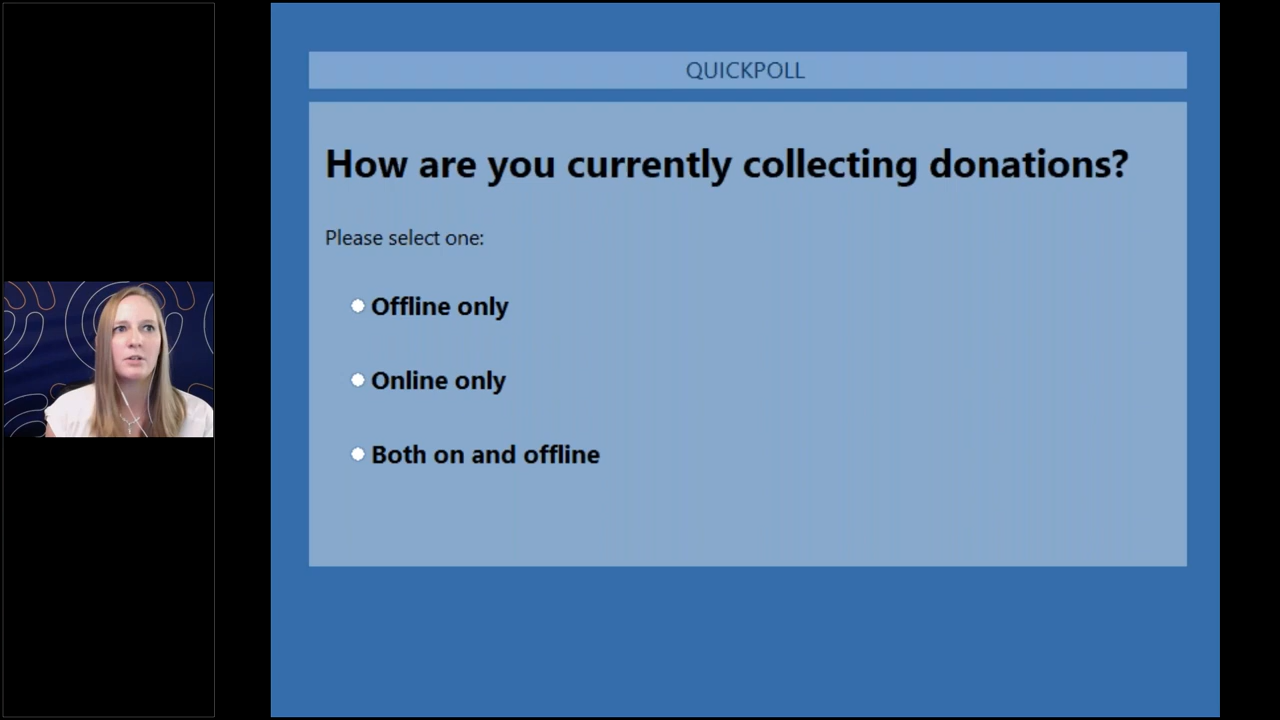 QUICKPOLL
How are you currently collecting donations?
Please select one:
Offline only
Online only
Both on and offline